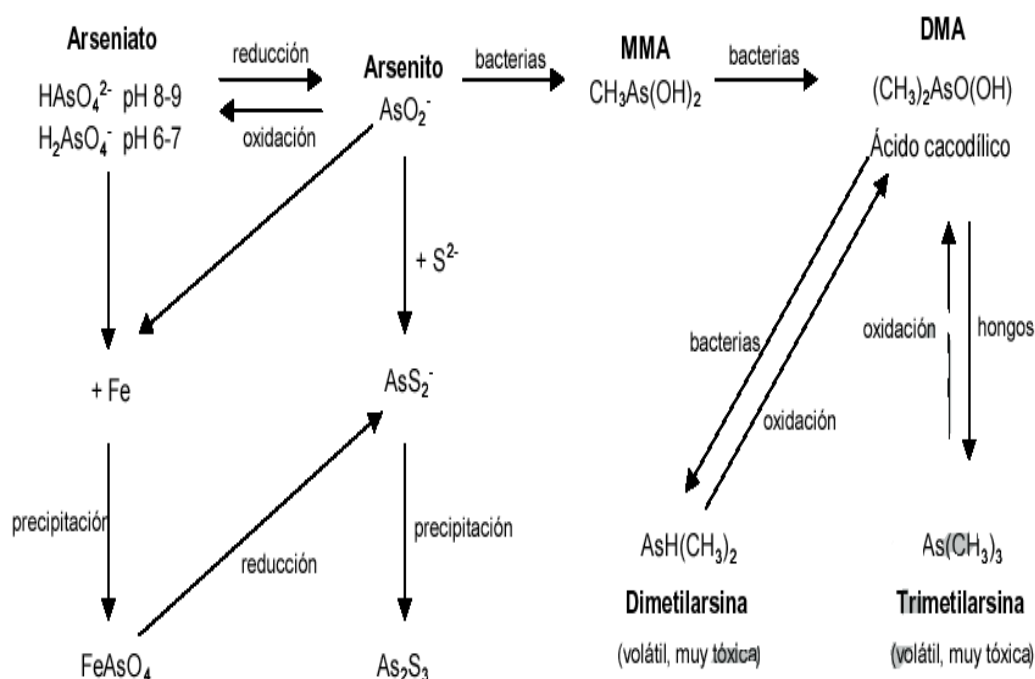 Arseniato
reducción
Arsenito
bacterias
MMA
bacterias
DMA
HAsO₄²⁻ pH 8-9
AsO₂⁻
CH₃As(OH)₂
(CH₃)₂AsO(OH)
H₂AsO₄⁻ pH 6-7
oxidación
Ácido cacodílico
+ S²⁻
bacterias
oxidación
hongos
+ Fe
AsS₂⁻
oxidación
precipitación
reducción
precipitación
AsH(CH₃)₂
As(CH₃)₃
Dimetilarsina
Trimetilarsina
FeAsO₄
As₂S₃
(volátil, muy tóxica)
(volátil, muy tóxica)